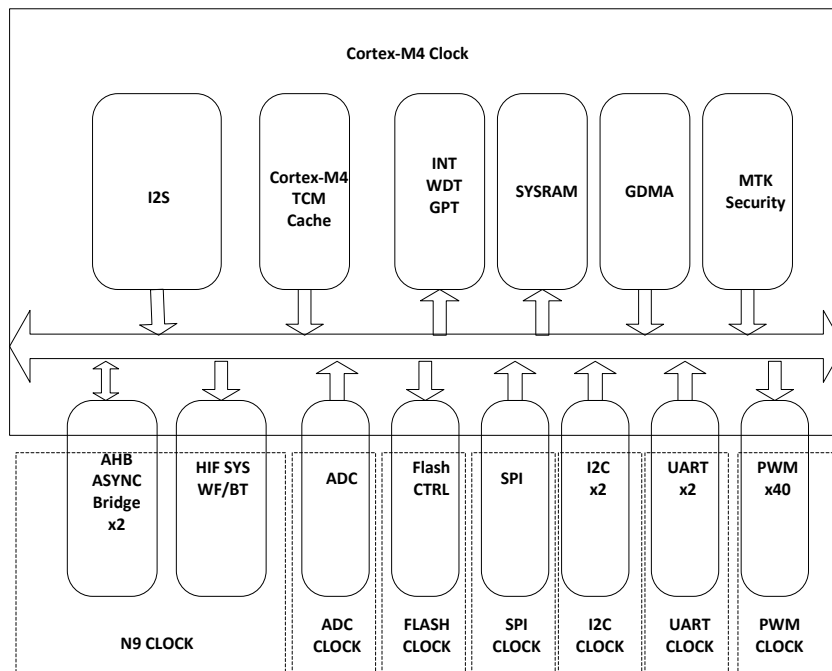 Cortex-M4 Clock
I2S
Cortex-M4
TCM
Cache
INT
WDT
GPT
SYSRAM
GDMA
MTK
Security
AHB
ASYNC
Bridge
x2
HIF SYS
WF/BT
ADC
Flash
CTRL
SPI
I2C
x2
UART
x2
PWM
x40
N9 CLOCK
ADC
CLOCK
FLASH
CLOCK
SPI
CLOCK
I2C
CLOCK
UART
CLOCK
PWM
CLOCK